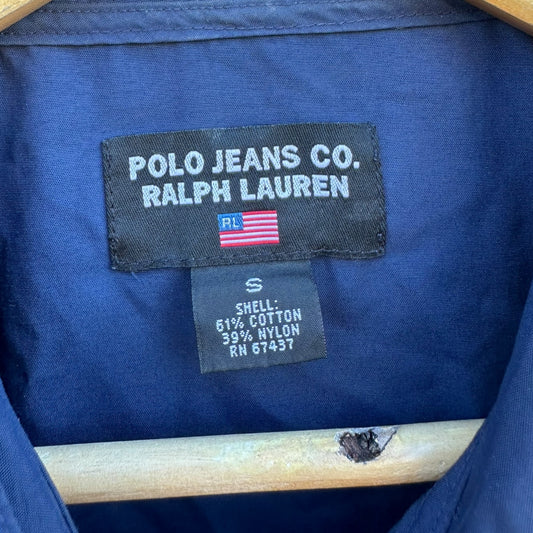 POLO JEANS CO.
RALPH LAUREN
RL
S
SHELL:
61% COTTON
39% NYLON
RN 67437